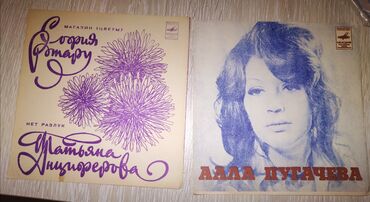 МАГАЗИН «ЦВЕТЫ»
София
Ротару
НЕТ РАЗЛУК
Татьяна
Анциферова
АЛЛА ПУГАЧЕВА